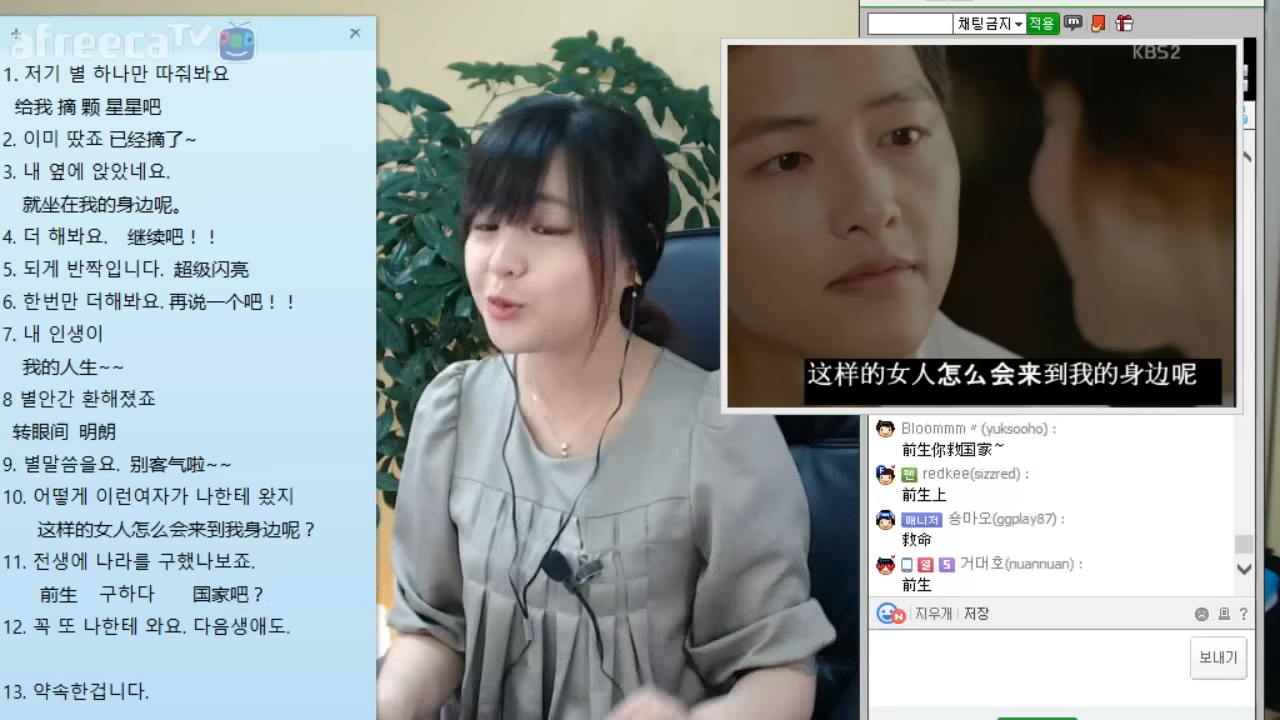 afreecaTV
1. 저기 별 하나만 따줘봐요
给我 摘 颗 星星吧
2. 이미 땄죠 已经摘了~
3. 내 옆에 앉았네요.
就坐在我的身边呢。
4. 더 해봐요. 继续吧！！
5. 되게 반짝입니다. 超级闪亮
6. 한번만 더해봐요. 再说一个吧！！
7. 내 인생이
我的人生~~
8 별안간 환해졌죠
转眼间 明朗
9. 별말씀을요. 别客气啦~~
10. 어떻게 이런여자가 나한테 왔지
这样的女人怎么会来到我身边呢？
11. 전생에 나라를 구했나보죠.
前生 구하다 国家吧？
12. 꼭 또 나한테 와요. 다음생애도.
13. 약속한겁니다.
채팅금지 적용
KBS2
这样的女人怎么会来到我的身边呢
Bloommm〃(yuksooho) :
前生你救国家~
팬 redkee(sizzred) :
前生上
매니저 숑마오(ggplay87) :
救命
열 5 거대호(nuannuan) :
前生
N 지우개 저장 ?
보내기